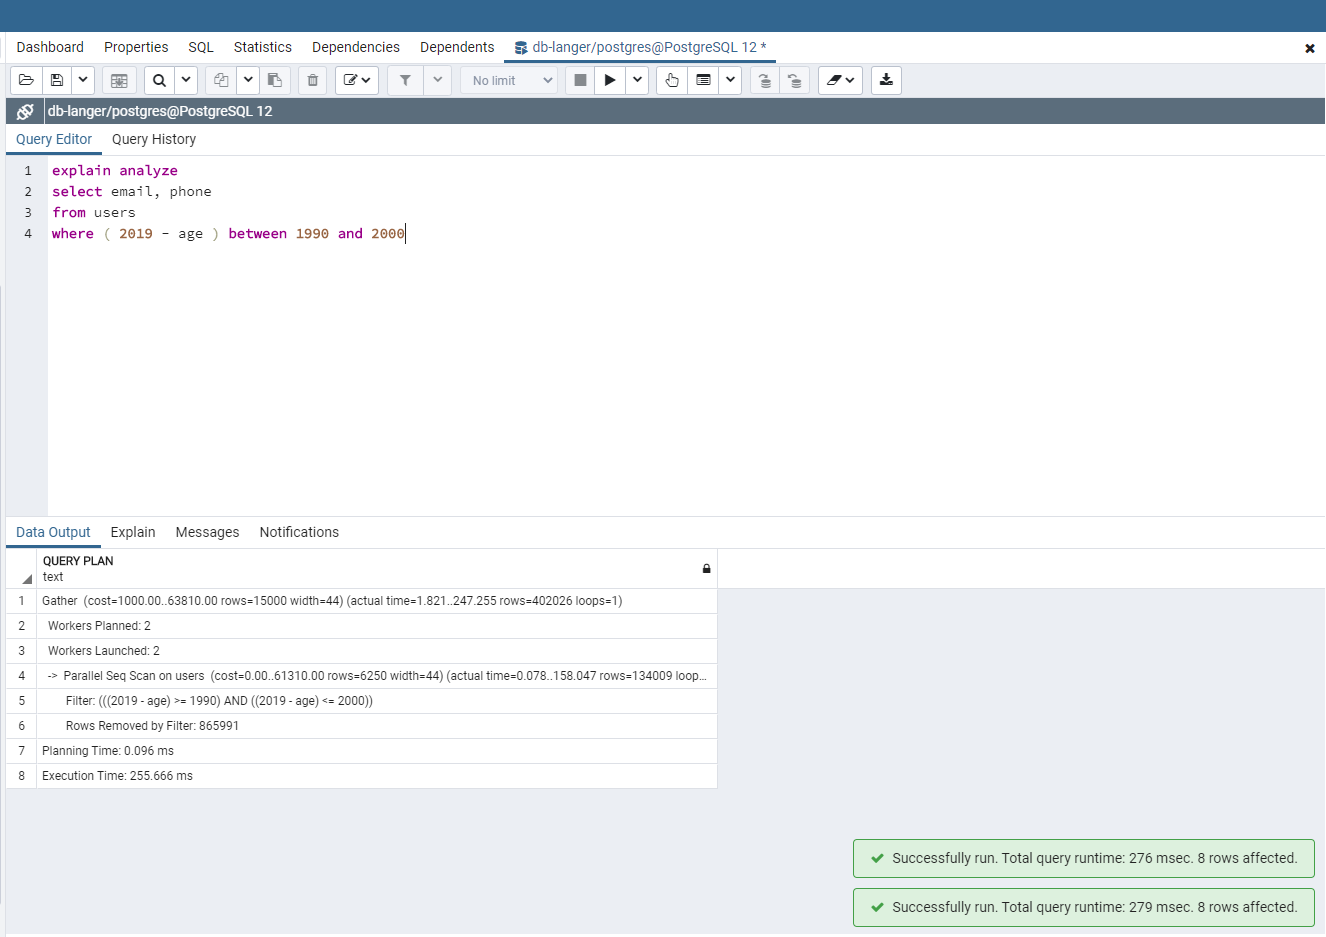 Dashboard Properties SQL Statistics Dependencies Dependents db-langer/postgres@PostgreSQL 12 *
No limit
db-langer/postgres@PostgreSQL 12
Query Editor Query History
1 explain analyze
2 select email, phone
3 from users
4 where ( 2019 - age ) between 1990 and 2000
Data Output Explain Messages Notifications
QUERY PLAN
text
1 Gather (cost=1000.00..63810.00 rows=15000 width=44) (actual time=1.821..247.255 rows=402026 loops=1)
2 Workers Planned: 2
3 Workers Launched: 2
4 -> Parallel Seq Scan on users (cost=0.00..61310.00 rows=6250 width=44) (actual time=0.078..158.047 rows=134009 loop...
5 Filter: (((2019 - age) >= 1990) AND ((2019 - age) <= 2000))
6 Rows Removed by Filter: 865991
7 Planning Time: 0.096 ms
8 Execution Time: 255.666 ms
Successfully run. Total query runtime: 276 msec. 8 rows affected.
Successfully run. Total query runtime: 279 msec. 8 rows affected.